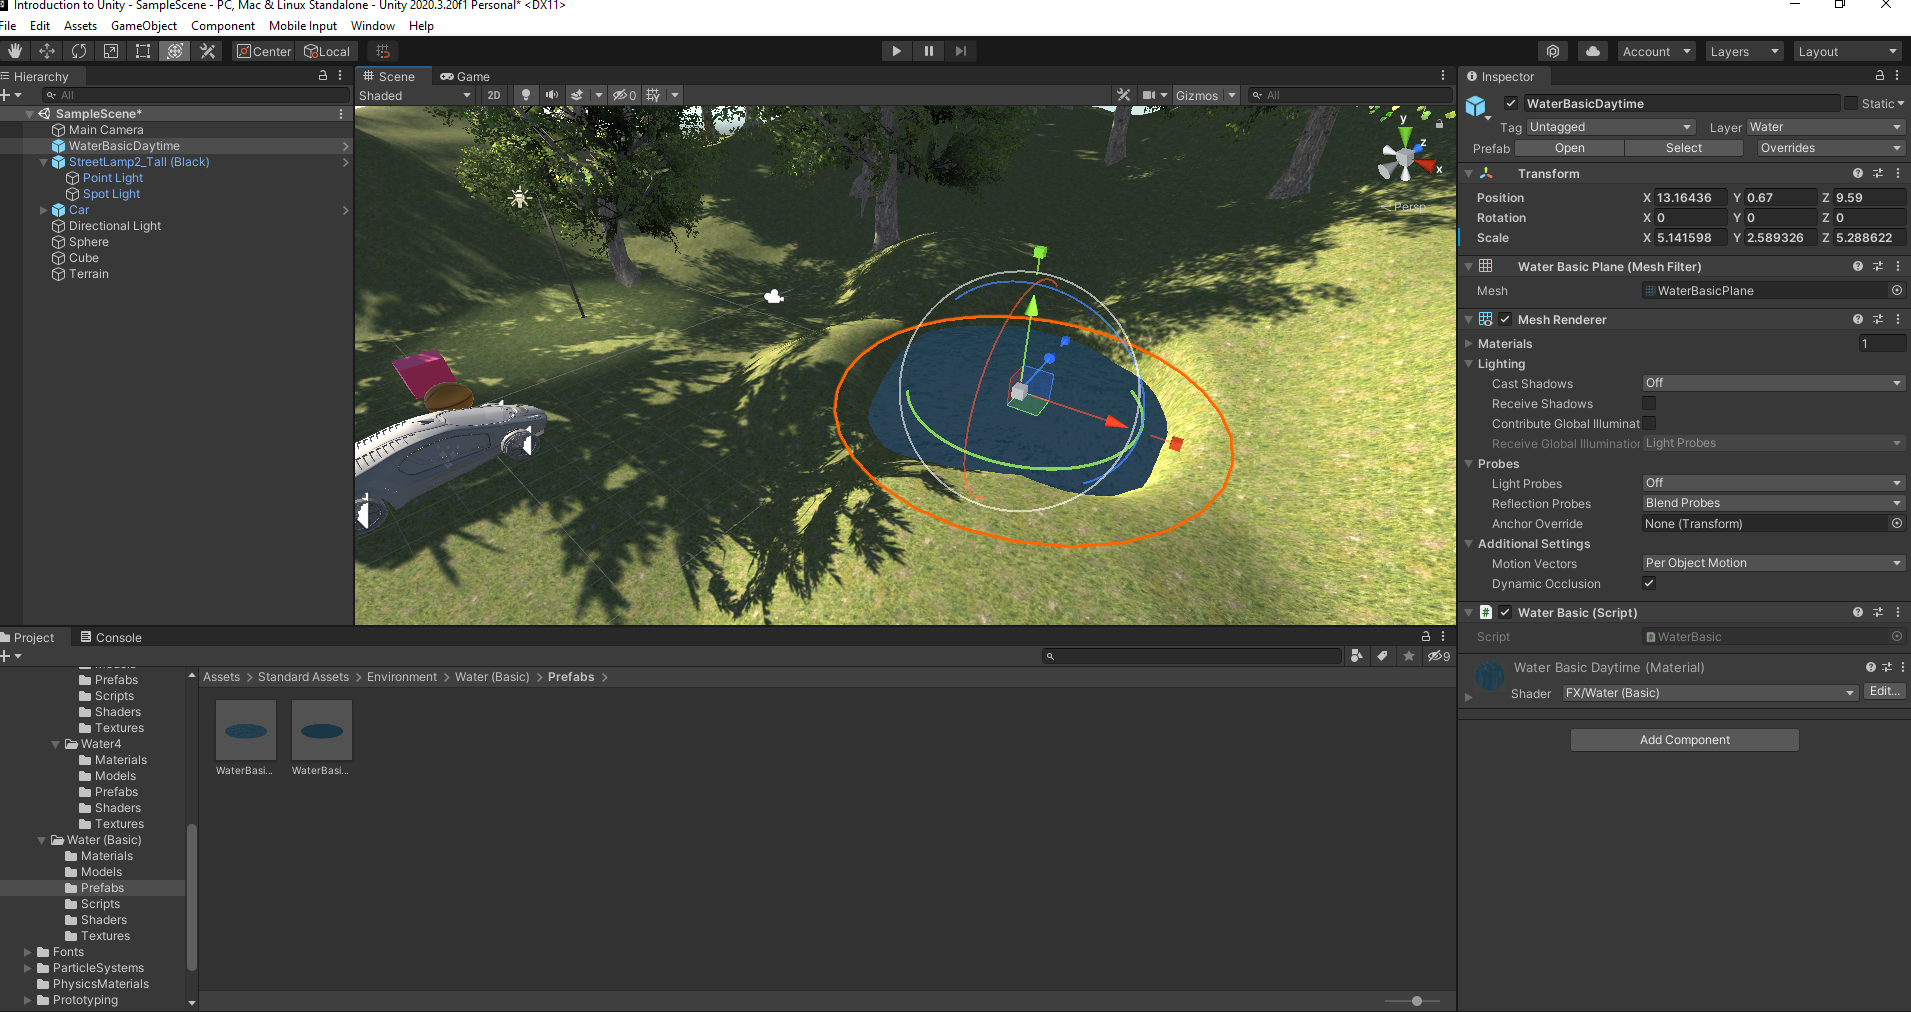 Introduction to Unity - SampleScene - PC, Mac & Linux Standalone - Unity 2020.3.20f1 Personal* <DX11>
File Edit Assets GameObject Component Mobile Input Window Help
Center Local
Account Layers Layout
Hierarchy
All
SampleScene*
Main Camera
WaterBasicDaytime
StreetLamp2_Tall (Black)
Point Light
Spot Light
Car
Directional Light
Sphere
Cube
Terrain
Scene Game
Shaded 2D 0 Gizmos All
y
z
x
Persp
Inspector
WaterBasicDaytime Static
Tag Untagged Layer Water
Prefab Open Select Overrides
Transform
Position X 13.16436 Y 0.67 Z 9.59
Rotation X 0 Y 0 Z 0
Scale X 5.141598 Y 2.589326 Z 5.288622
Water Basic Plane (Mesh Filter)
Mesh WaterBasicPlane
Mesh Renderer
Materials 1
Lighting
Cast Shadows Off
Receive Shadows
Contribute Global Illuminat
Receive Global Illumination Light Probes
Probes
Light Probes Off
Reflection Probes Blend Probes
Anchor Override None (Transform)
Additional Settings
Motion Vectors Per Object Motion
Dynamic Occlusion
# Water Basic (Script)
Script WaterBasic
Water Basic Daytime (Material)
Shader FX/Water (Basic) Edit...
Add Component
Project Console
9
Prefabs
Scripts
Shaders
Textures
Water4
Materials
Models
Prefabs
Shaders
Textures
Water (Basic)
Materials
Models
Prefabs
Scripts
Shaders
Textures
Fonts
ParticleSystems
PhysicsMaterials
Prototyping
Assets > Standard Assets > Environment > Water (Basic) > Prefabs >
WaterBasi... WaterBasi...